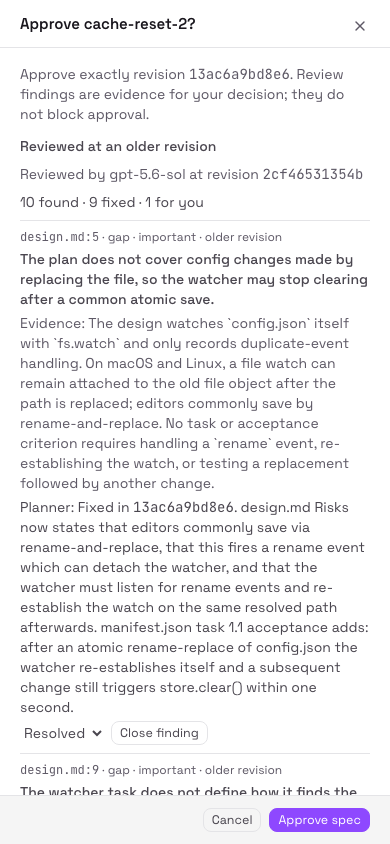 Approve cache-reset-2?
Approve exactly revision 13ac6a9bd8e6. Review
findings are evidence for your decision; they do
not block approval.
Reviewed at an older revision
Reviewed by gpt-5.6-sol at revision 2cf46531354b
10 found · 9 fixed · 1 for you
design.md:5 · gap · important · older revision
The plan does not cover config changes made by
replacing the file, so the watcher may stop clearing
after a common atomic save.
Evidence: The design watches `config.json` itself
with `fs.watch` and only records duplicate-event
handling. On macOS and Linux, a file watch can
remain attached to the old file object after the
path is replaced; editors commonly save by
rename-and-replace. No task or acceptance
criterion requires handling a `rename` event, re-
establishing the watch, or testing a replacement
followed by another change.
Planner: Fixed in 13ac6a9bd8e6. design.md Risks
now states that editors commonly save via
rename-and-replace, that this fires a rename event
which can detach the watcher, and that the
watcher must listen for rename events and re-
establish the watch on the same resolved path
afterwards. manifest.json task 1.1 acceptance adds:
after an atomic rename-replace of config.json the
watcher re-establishes itself and a subsequent
change still triggers store.clear() within one
second.
Resolved
Close finding
design.md:9 · gap · important · older revision
The watcher task does not define how it finds the
Cancel
Approve spec